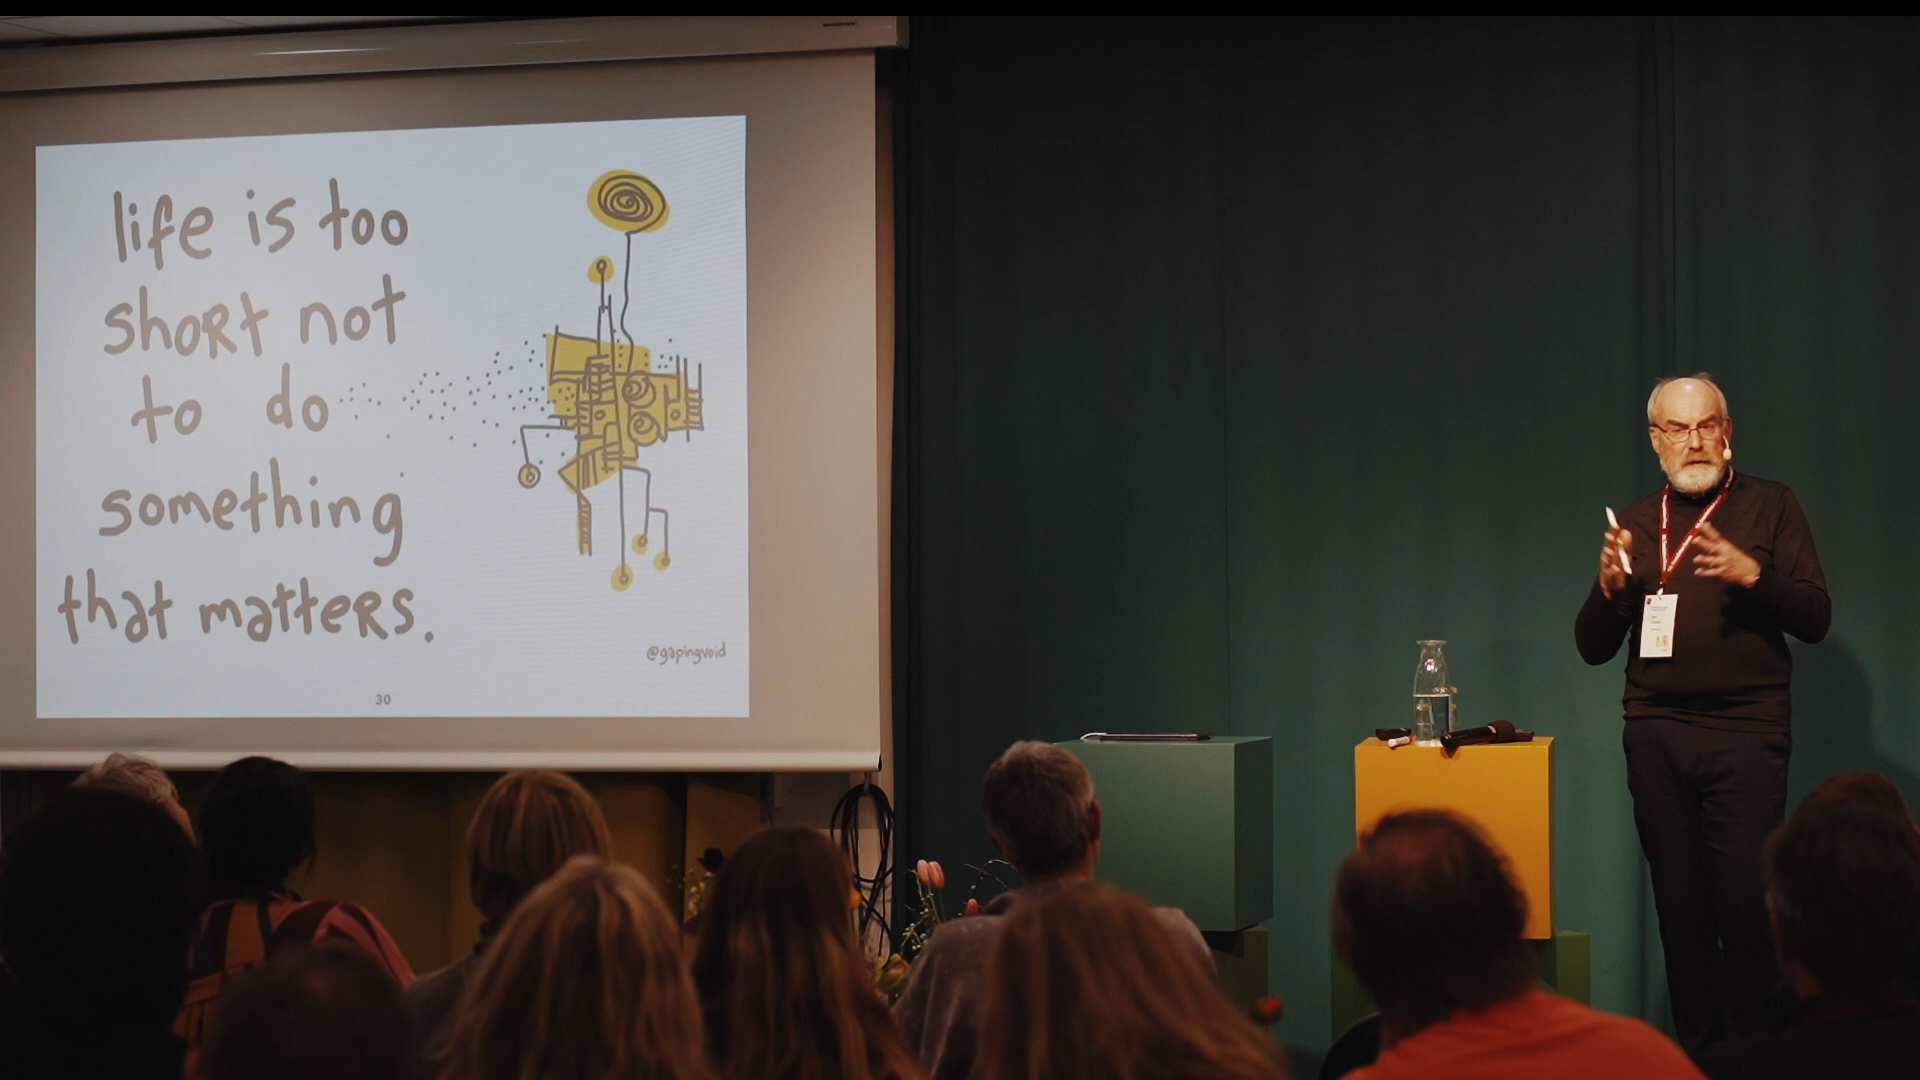 life is too
short not
to do
something
that matters.
@gapingvoid
30